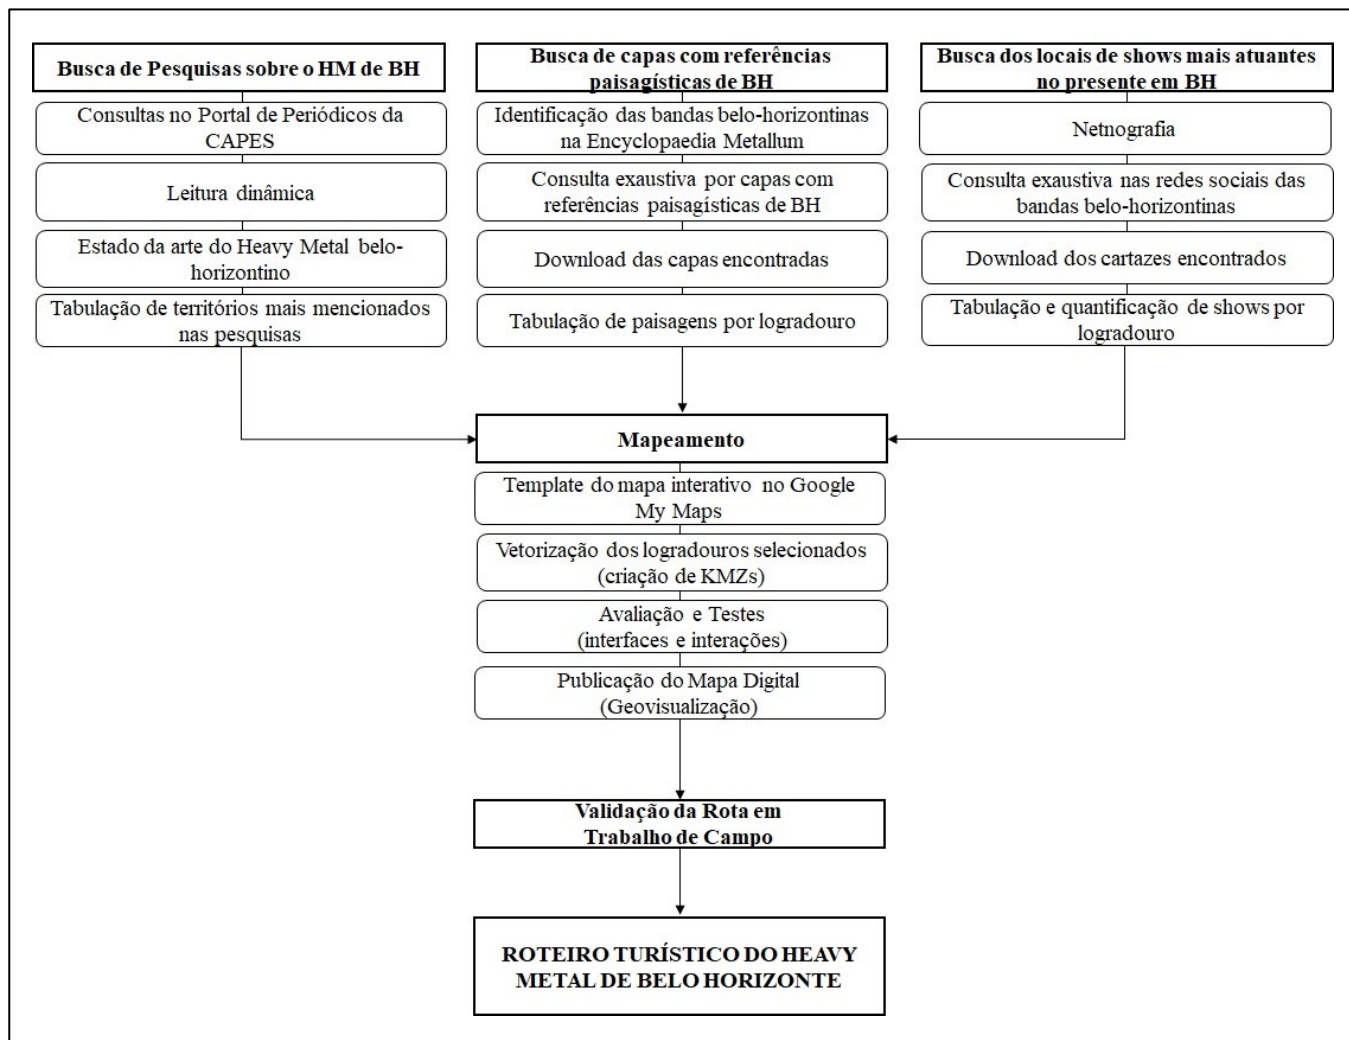 Busca de Pesquisas sobre o HM de BH
Consultas no Portal de Periódicos da
CAPES
Leitura dinâmica
Estado da arte do Heavy Metal belo-
horizontino
Tabulação de territórios mais mencionados
nas pesquisas
Busca de capas com referências
paisagísticas de BH
Identificação das bandas belo-horizontinas
na Encyclopaedia Metallum
Consulta exaustiva por capas com
referências paisagísticas de BH
Download das capas encontradas
Tabulação de paisagens por logradouro
Busca dos locais de shows mais atuantes
no presente em BH
Netnografia
Consulta exaustiva nas redes sociais das
bandas belo-horizontinas
Download dos cartazes encontrados
Tabulação e quantificação de shows por
logradouro
Mapeamento
Template do mapa interativo no Google
My Maps
Vetorização dos logradouros selecionados
(criação de KMZs)
Avaliação e Testes
(interfaces e interações)
Publicação do Mapa Digital
(Geovisualização)
Validação da Rota em
Trabalho de Campo
ROTEIRO TURÍSTICO DO HEAVY
METAL DE BELO HORIZONTE